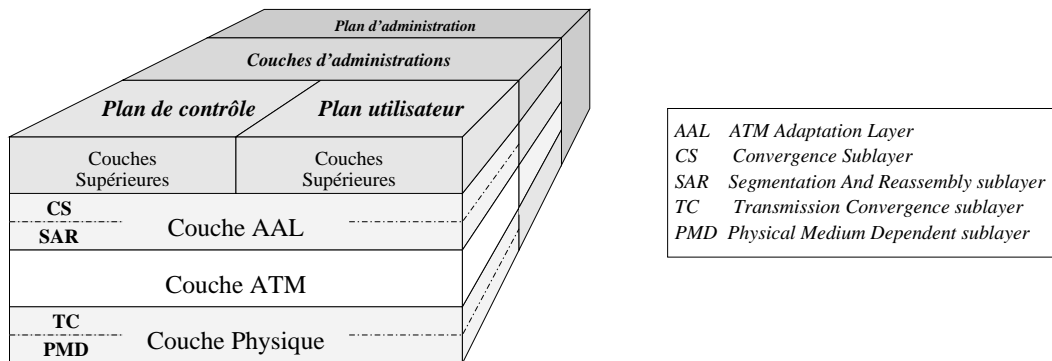 Plan d’administration
Couches d’administrations
Plan de contrôle
Plan utilisateur
Couches
Supérieures
Couches
Supérieures
CS
SAR
Couche AAL
Couche ATM
TC
PMD
Couche Physique
AAL ATM Adaptation Layer
CS Convergence Sublayer
SAR Segmentation And Reassembly sublayer
TC Transmission Convergence sublayer
PMD Physical Medium Dependent sublayer